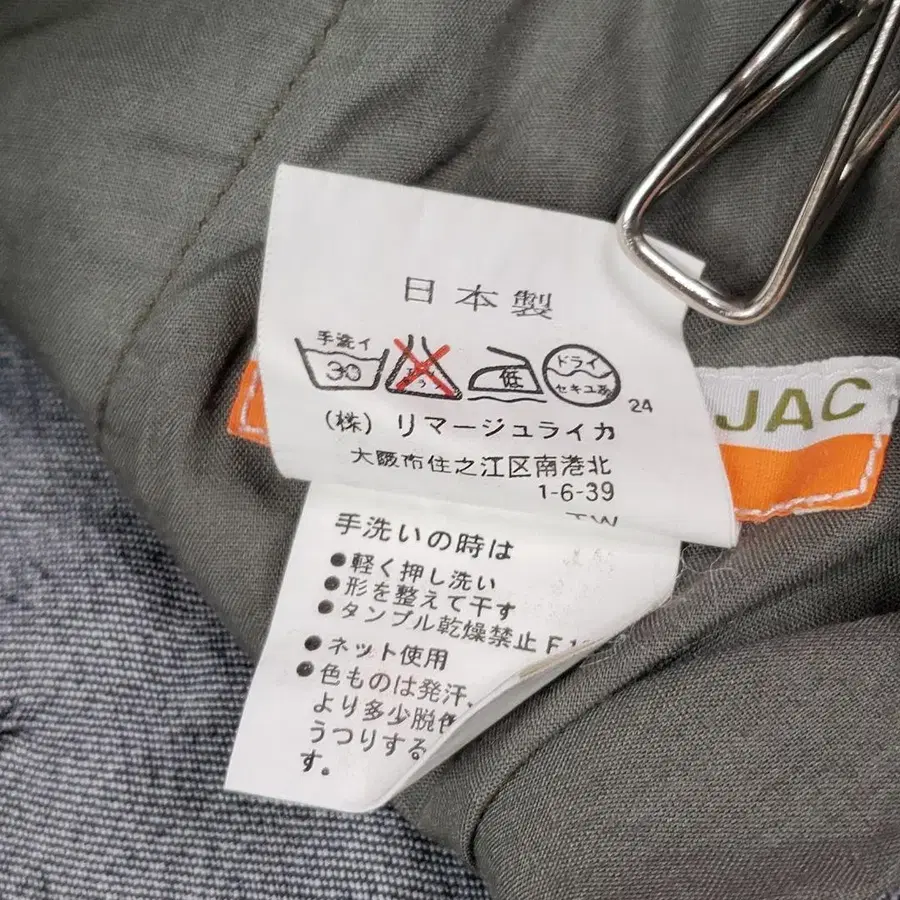 日本製
手洗イ
30
低
ドライ
セキユ系
24
(株) リマージュライカ
大阪市住之江区南港北
1-6-39
TW
JAC
手洗いの時は
●軽く押し洗い
●形を整えて干す
●タンブル乾燥禁止
●ネット使用
●色ものは発汗、
より多少脱色
うつりする
す。